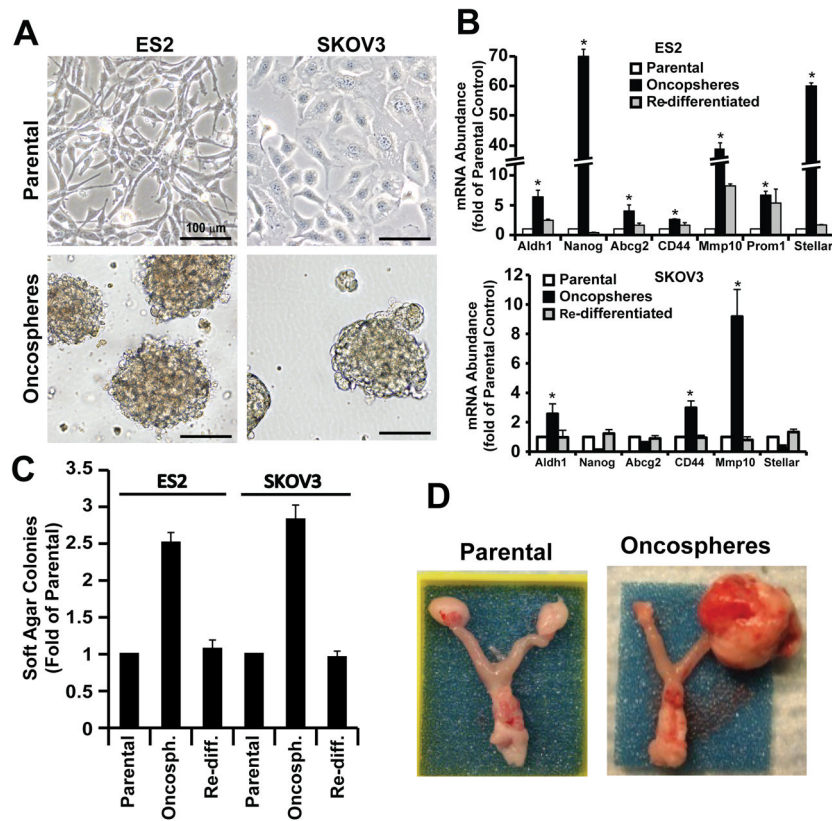 A
ES2
SKOV3
Parental
100 µm
Oncospheres
B
ES2
mRNA Abundance
(fold of Parental Control)
70
60
50
40
15
10
5
0
Parental
Oncopsheres
Re-differentiated
* * * * * * *
Aldh1 Nanog Abcg2 CD44 Mmp10 Prom1 Stellar
SKOV3
mRNA Abundance
(fold of Parental Control)
12
10
8
6
4
2
0
Parental
Oncopsheres
Re-differentiated
* * *
Aldh1 Nanog Abcg2 CD44 Mmp10 Stellar
C
Soft Agar Colonies
(Fold of Parental)
3.5
3
2.5
2
1.5
1
0.5
0
ES2 SKOV3
Parental Oncosph. Re-diff. Parental Oncosph. Re-diff.
D
Parental Oncospheres